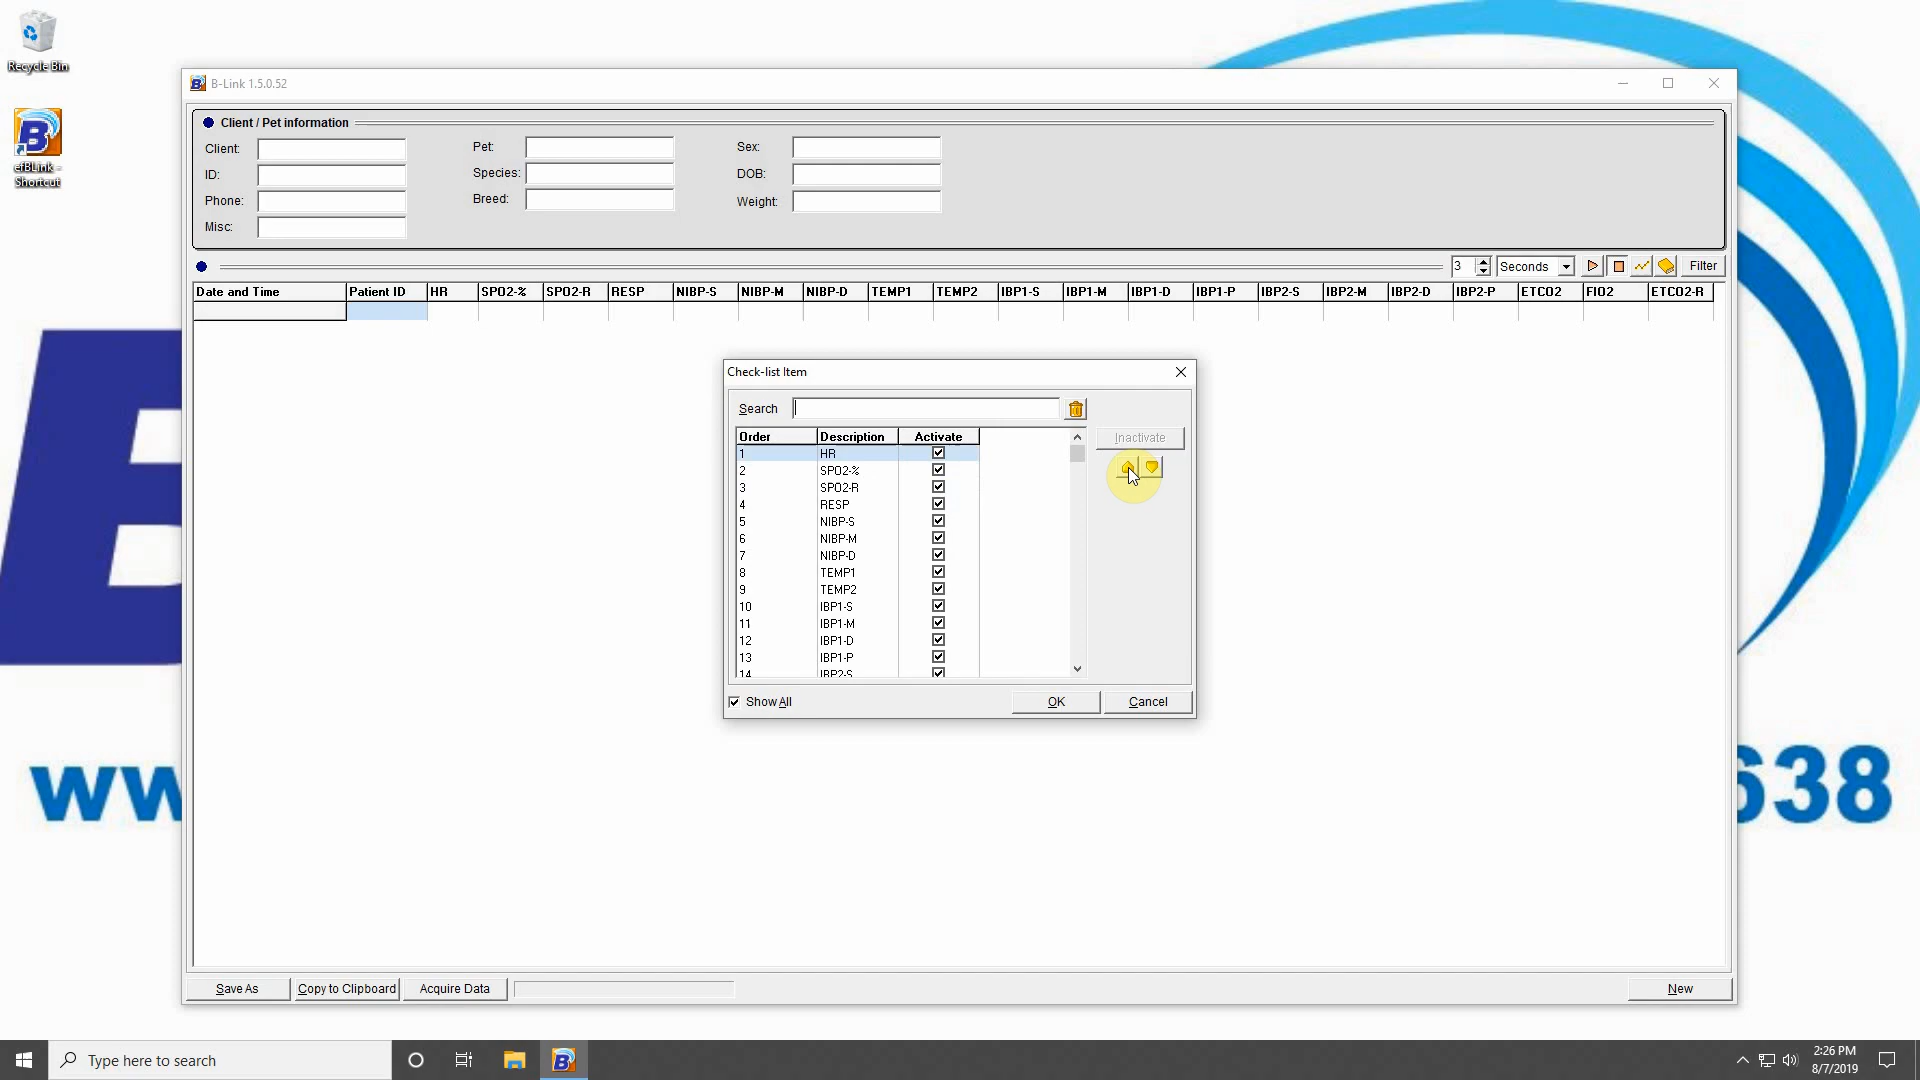 Recycle Bin
efBLink -
Shortcut
B-Link 1.5.0.52
Client / Pet information
Client:
Pet:
Sex:
ID:
Species:
DOB:
Phone:
Breed:
Weight:
Misc:
3 Seconds Filter
Date and Time Patient ID HR SPO2-% SPO2-R RESP NIBP-S NIBP-M NIBP-D TEMP1 TEMP2 IBP1-S IBP1-M IBP1-D IBP1-P IBP2-S IBP2-M IBP2-D IBP2-P ETCO2 FIO2 ETCO2-R
Check-list Item
Search
Order Description Activate
Inactivate
1 HR
2 SPO2-%
3 SPO2-R
4 RESP
5 NIBP-S
6 NIBP-M
7 NIBP-D
8 TEMP1
9 TEMP2
10 IBP1-S
11 IBP1-M
12 IBP1-D
13 IBP1-P
14 IBP2-S
Show All OK Cancel
ww
638
Save As Copy to Clipboard Acquire Data New
Type here to search
2:26 PM
8/7/2019